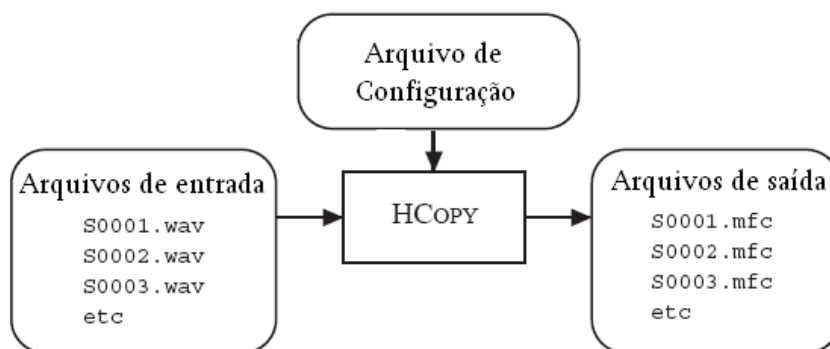 Arquivo de
Configuração
Arquivos de entrada
S0001.wav
S0002.wav
S0003.wav
etc
HCOPY
Arquivos de saída
S0001.mfc
S0002.mfc
S0003.mfc
etc